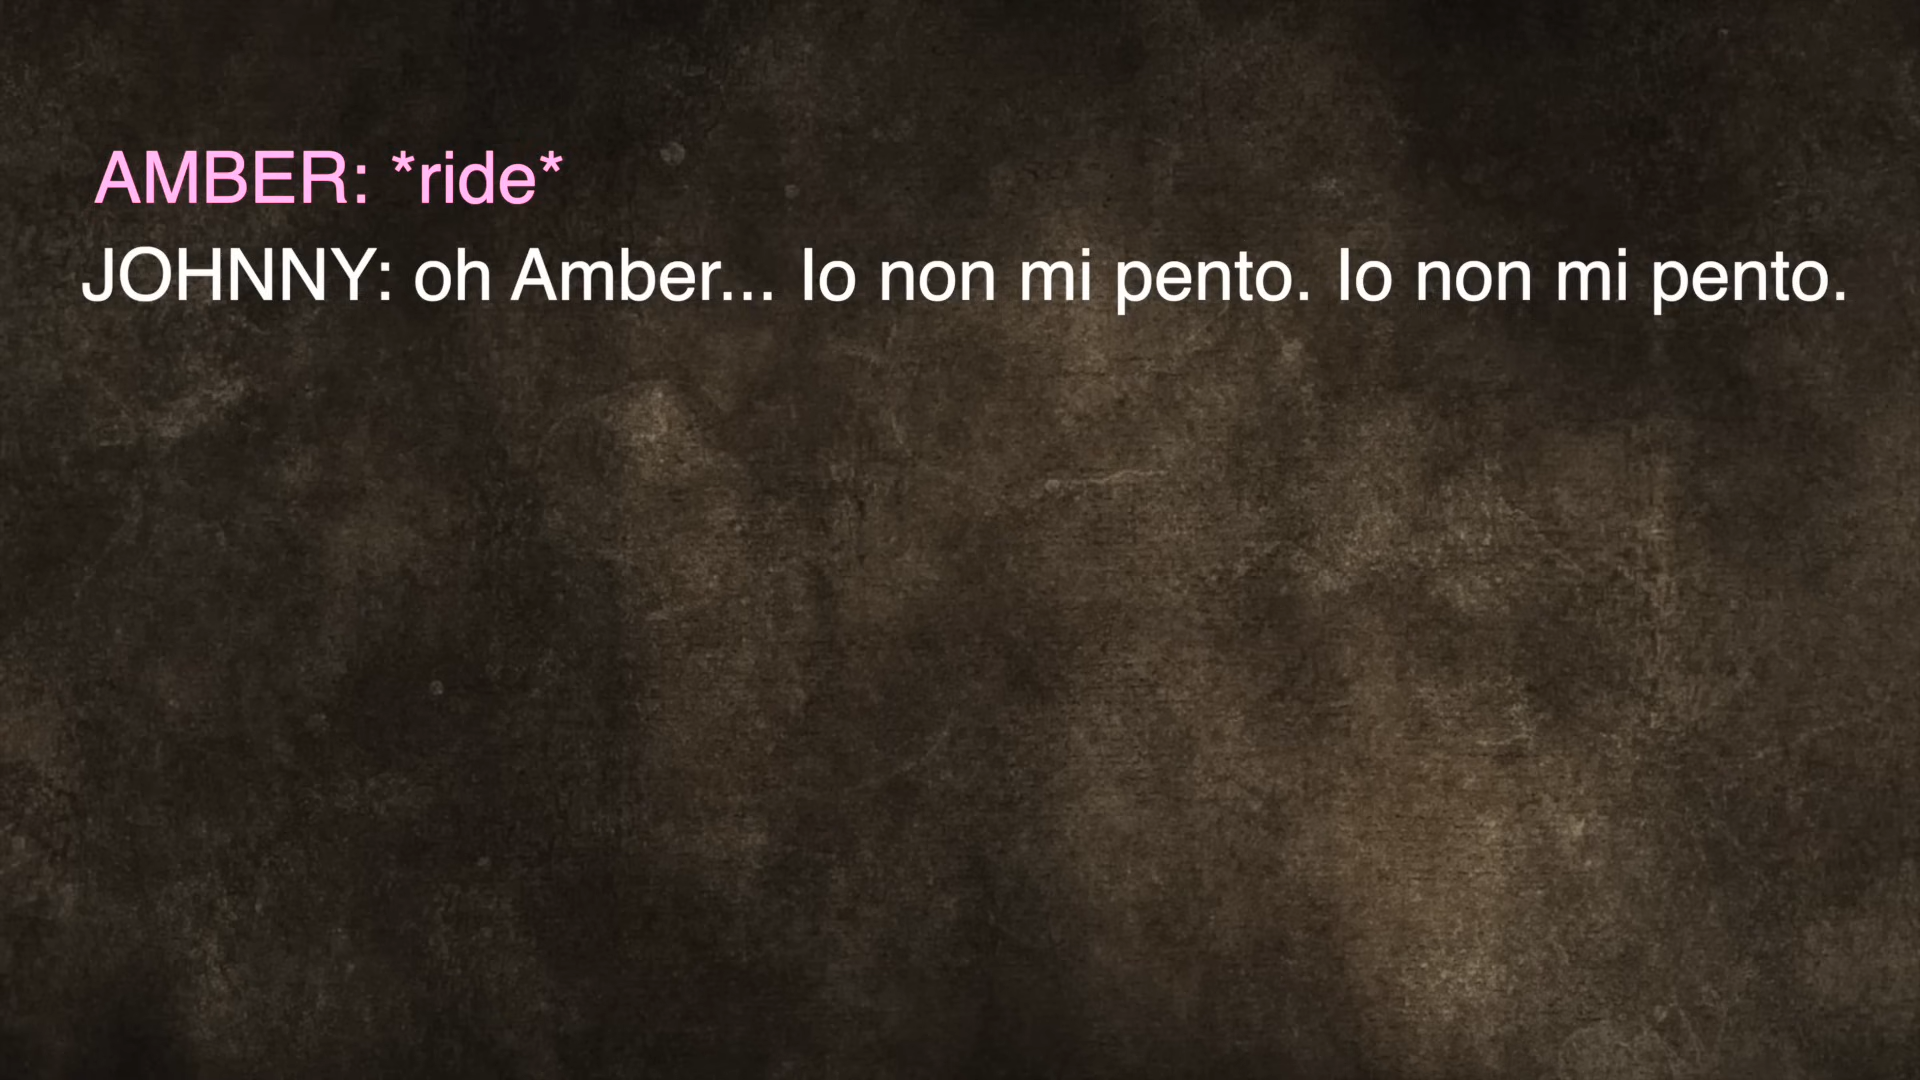 AMBER: *ride*
JOHNNY: oh Amber... Io non mi pento. Io non mi pento.